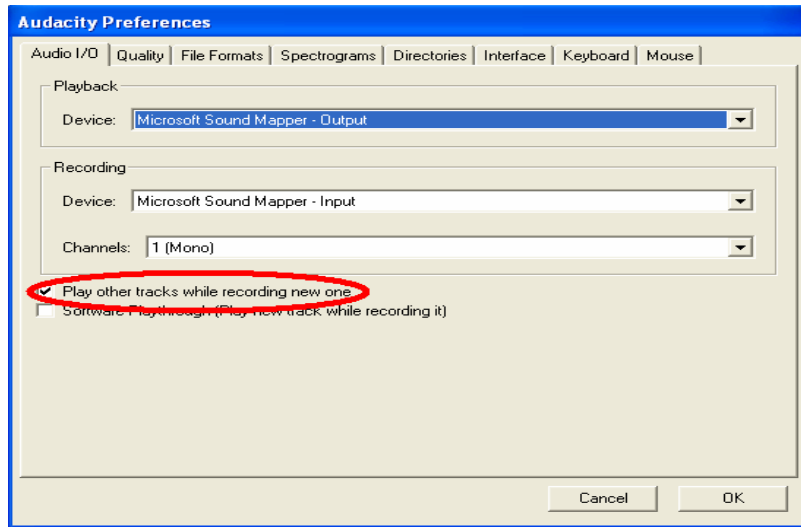 Audacity Preferences
Audio I/O Quality File Formats Spectrograms Directories Interface Keyboard Mouse
Playback
Device: Microsoft Sound Mapper - Output
Recording
Device: Microsoft Sound Mapper - Input
Channels: 1 (Mono)
Play other tracks while recording new one
Software Playthrough (Play new track while recording it)
Cancel OK